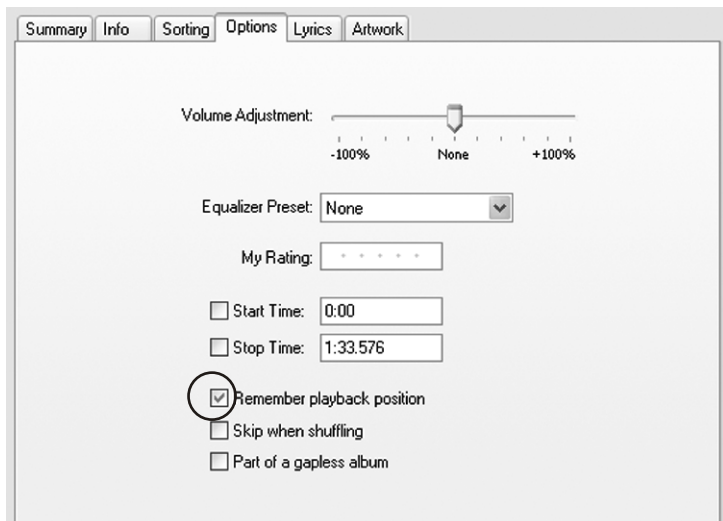 Summary Info Sorting Options Lyrics Artwork
Volume Adjustment:
-100% None +100%
Equalizer Preset: None
My Rating:
Start Time: 0:00
Stop Time: 1:33.576
Remember playback position
Skip when shuffling
Part of a gapless album